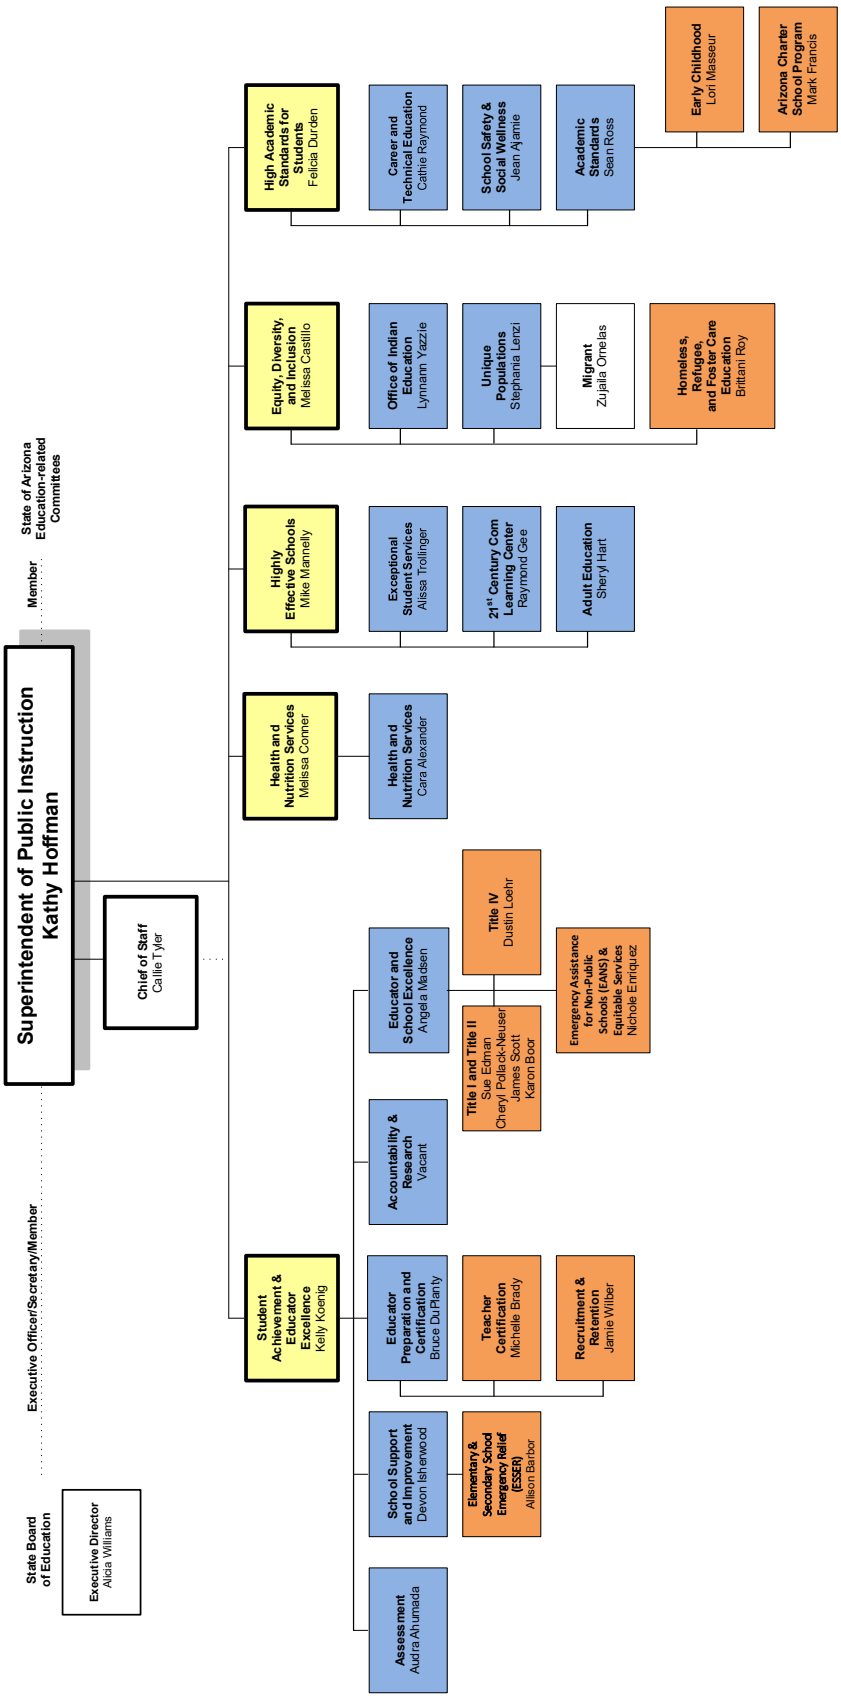 State Board
of Education
Executive Director
Alicia Williams
Executive Officer/Secretary/Member
Superintendent of Public Instruction
Kathy Hoffman
Member
State of Arizona
Education-related
Committees
Chief of Staff
Callie Tyler
Student
Achievement &
Educator
Excellence
Kelly Koenig
Health and
Nutrition Services
Melissa Conner
Highly
Effective Schools
Mike Mannelly
Equity, Diversity,
and Inclusion
Melissa Castillo
High Academic
Standards for
Students
Felicia Durden
Assessment
Audra Ahumada
School Support
and Improvement
Devon Isherwood
Elementary &
Secondary School
Emergency Relief
(ESSER)
Allison Barbor
Educator
Preparation and
Certification
Bruce DuPlanty
Teacher
Certification
Michelle Brady
Recruitment &
Retention
Jamie Wilber
Accountability &
Research
Vacant
Educator and
School Excellence
Angela Madsen
Title I and Title II
Sue Edman
Cheryl Pollack-Neuser
James Scott
Karon Boor
Title IV
Dustin Loehr
Emergency Assistance
for Non-Public
Schools (EANS) &
Equitable Services
Nichole Enriquez
Health and
Nutrition Services
Cara Alexander
Exceptional
Student Services
Alissa Trollinger
21st Century Com
Learning Center
Raymond Gee
Adult Education
Sheryl Hart
Office of Indian
Education
Lynnann Yazzie
Unique
Populations
Stephania Lenzi
Migrant
Zujaila Ornelas
Homeless,
Refugee,
and Foster Care
Education
Brittani Roy
Career and
Technical Education
Cathie Raymond
School Safety &
Social Wellness
Jean Ajamie
Academic
Standards
Sean Ross
Early Childhood
Lori Masseur
Arizona Charter
School Program
Mark Francis